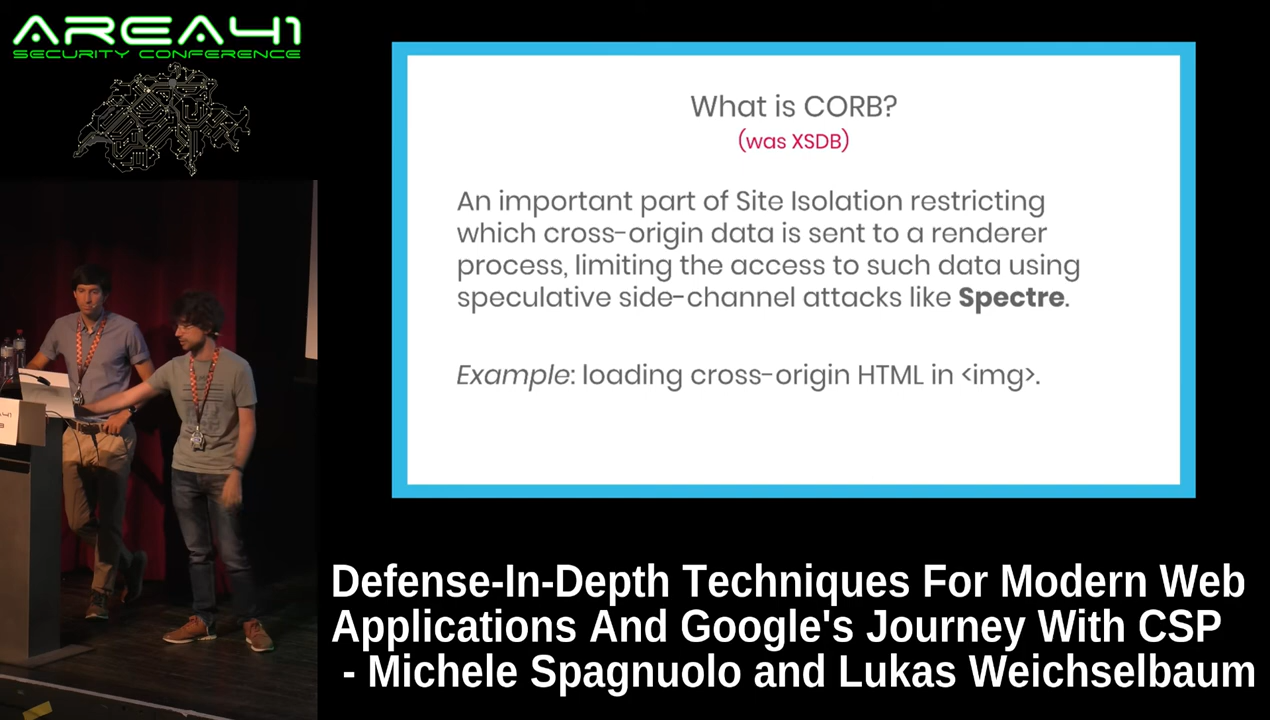 AREA41
SECURITY CONFERENCE
What is CORB?
(was XSDB)
An important part of Site Isolation restricting
which cross-origin data is sent to a renderer
process, limiting the access to such data using
speculative side-channel attacks like Spectre.
Example: loading cross-origin HTML in <img>.
Defense-In-Depth Techniques For Modern Web
Applications And Google's Journey With CSP
- Michele Spagnuolo and Lukas Weichselbaum